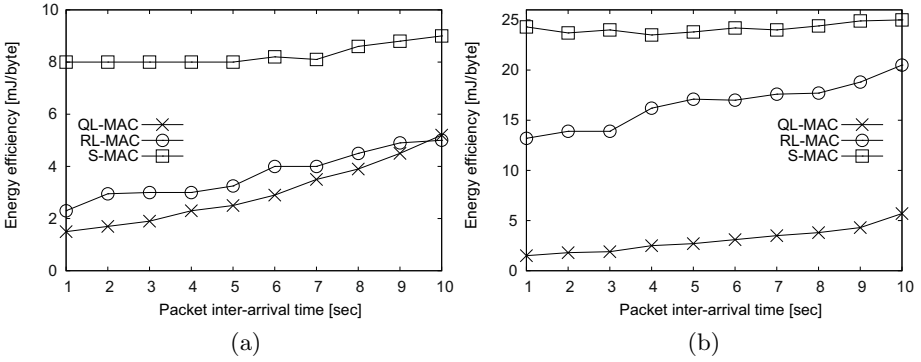 Energy efficiency [mJ/byte]
10
8
6
4
2
0
QL-MAC
RL-MAC
S-MAC
1 2 3 4 5 6 7 8 9 10
Packet inter-arrival time [sec]
(a)
Energy efficiency [mJ/byte]
25
20
15
10
5
0
QL-MAC
RL-MAC
S-MAC
1 2 3 4 5 6 7 8 9 10
Packet inter-arrival time [sec]
(b)